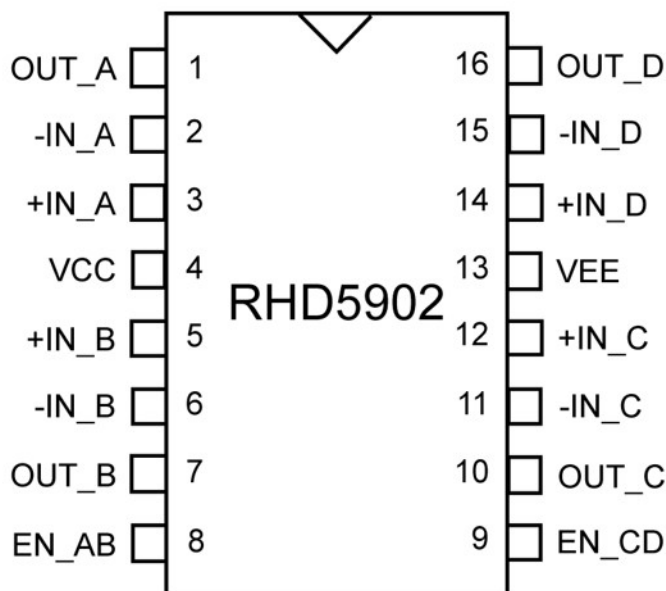 OUT_A 1 16 OUT_D
-IN_A 2 15 -IN_D
+IN_A 3 14 +IN_D
VCC 4 13 VEE
RHD5902
+IN_B 5 12 +IN_C
-IN_B 6 11 -IN_C
OUT_B 7 10 OUT_C
EN_AB 8 9 EN_CD